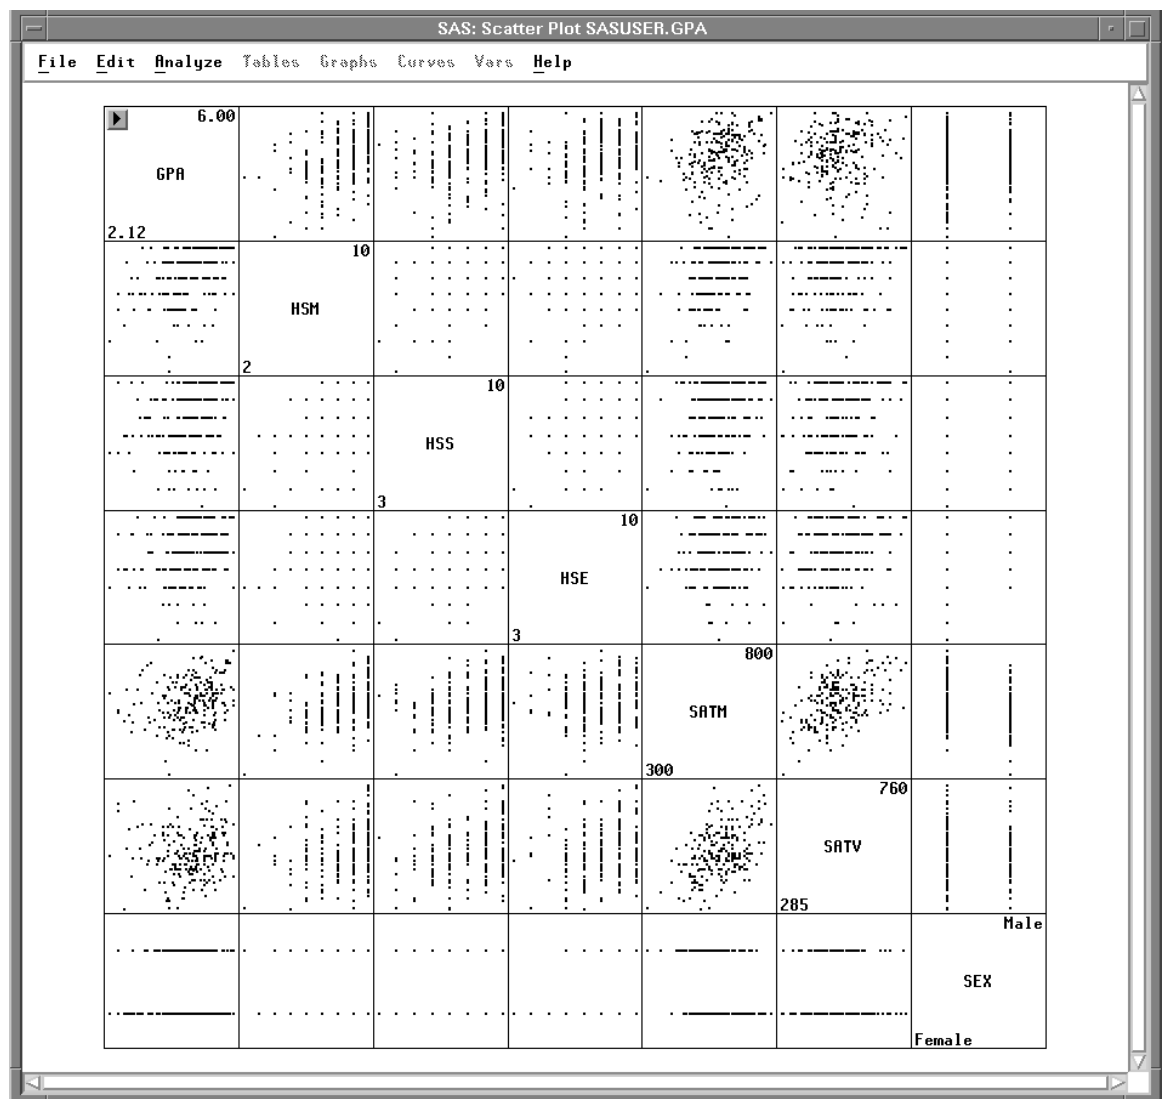 SAS: Scatter Plot SASUSER.GPA
File Edit Analyze Tables Graphs Curves Vars Help
6.00
GPA
2.12
10
HSM
2
10
HSS
3
10
HSE
3
800
SATM
300
760
SATV
285
Male
SEX
Female